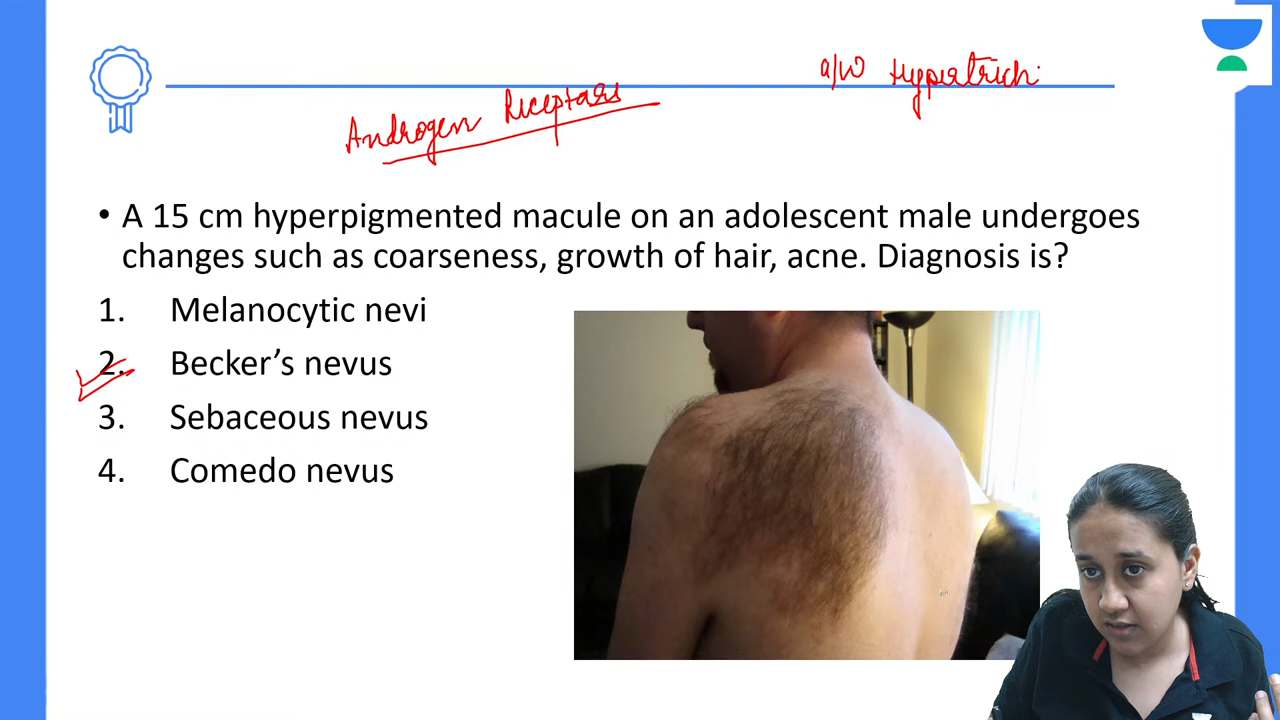 a/w Hypertrich
Androgen Receptors
• A 15 cm hyperpigmented macule on an adolescent male undergoes
changes such as coarseness, growth of hair, acne. Diagnosis is?
1. Melanocytic nevi
2. Becker’s nevus
3. Sebaceous nevus
4. Comedo nevus